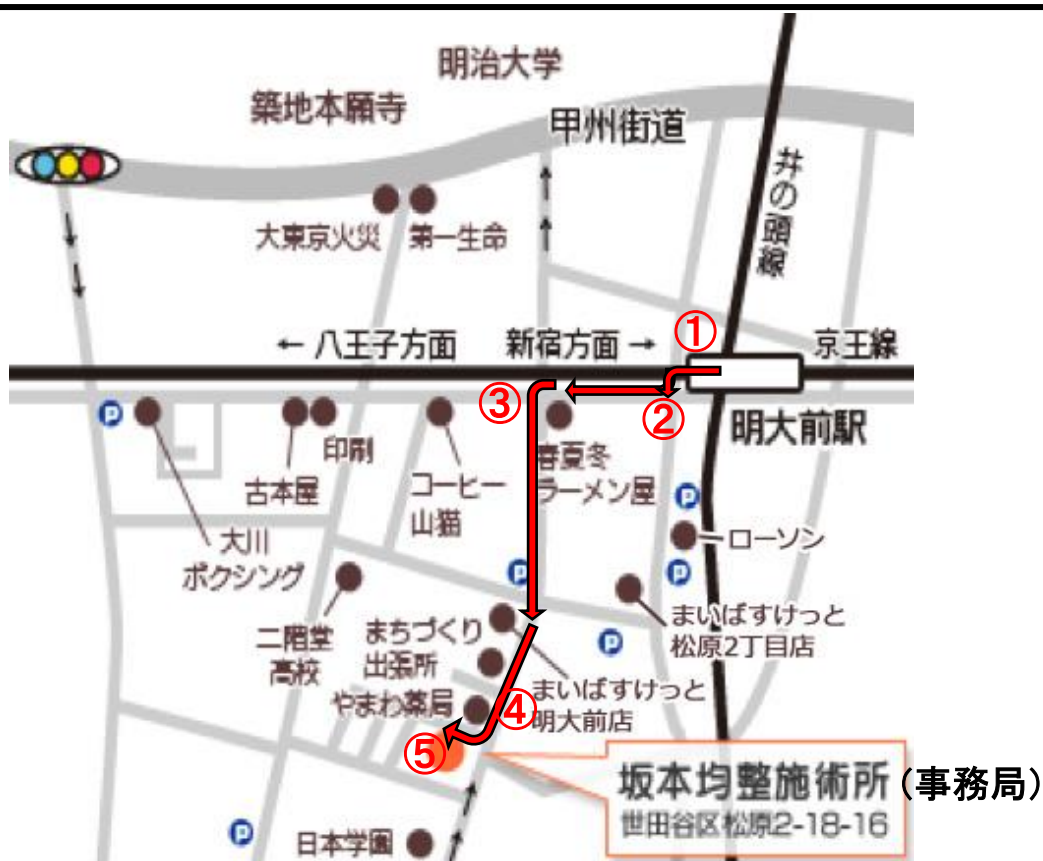 明治大学
築地本願寺
甲州街道
井の頭線
大東京火災
第一生命
← 八王子方面
新宿方面 →
①
京王線
②
③
明大前駅
P
印刷
古本屋
コーヒー
山猫
春夏冬
ラーメン屋
P
大川
ボクシング
ローソン
P
P
二階堂
高校
まちづくり
出張所
まいばすけっと
松原2丁目店
P
やまわ薬局
まいばすけっと
明大前店
④
⑤
坂本均整施術所(事務局)
世田谷区松原2-18-16
P
日本学園